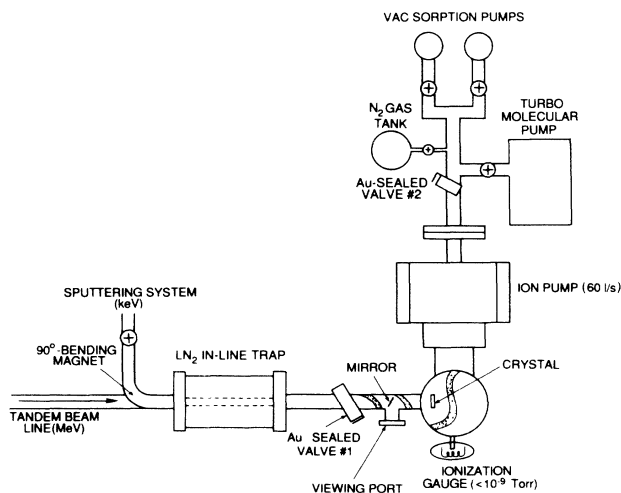 VAC SORPTION PUMPS
N2 GAS
TANK
TURBO
MOLECULAR
PUMP
Au-SEALED
VALVE #2
ION PUMP (60 l/s)
SPUTTERING SYSTEM
(keV)
90°-BENDING
MAGNET
LN2 IN-LINE TRAP
MIRROR
CRYSTAL
TANDEM BEAM
LINE(MeV)
Au SEALED
VALVE #1
VIEWING PORT
IONIZATION
GAUGE (<10-9 Torr)